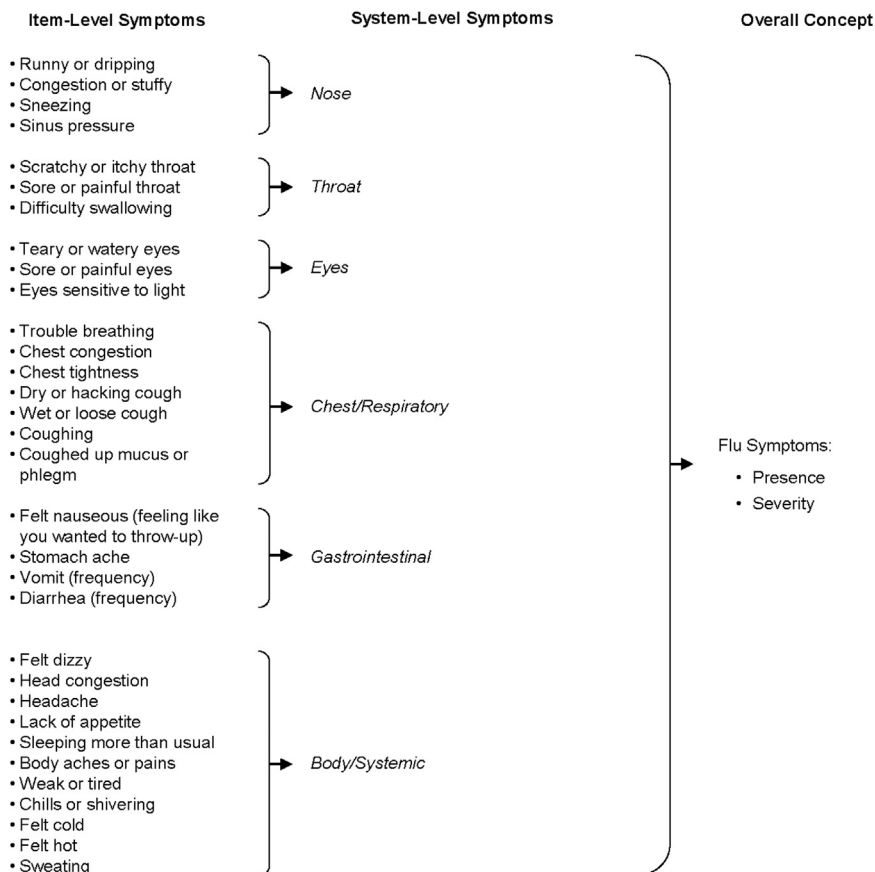 Item-Level Symptoms
System-Level Symptoms
Overall Concept
• Runny or dripping
• Congestion or stuffy
• Sneezing
• Sinus pressure
Nose
• Scratchy or itchy throat
• Sore or painful throat
• Difficulty swallowing
Throat
• Teary or watery eyes
• Sore or painful eyes
• Eyes sensitive to light
Eyes
• Trouble breathing
• Chest congestion
• Chest tightness
• Dry or hacking cough
• Wet or loose cough
• Coughing
• Coughed up mucus or
phlegm
Chest/Respiratory
• Felt nauseous (feeling like
you wanted to throw-up)
• Stomach ache
• Vomit (frequency)
• Diarrhea (frequency)
Gastrointestinal
• Felt dizzy
• Head congestion
• Headache
• Lack of appetite
• Sleeping more than usual
• Body aches or pains
• Weak or tired
• Chills or shivering
• Felt cold
• Felt hot
• Sweating
Body/Systemic
Flu Symptoms:
• Presence
• Severity